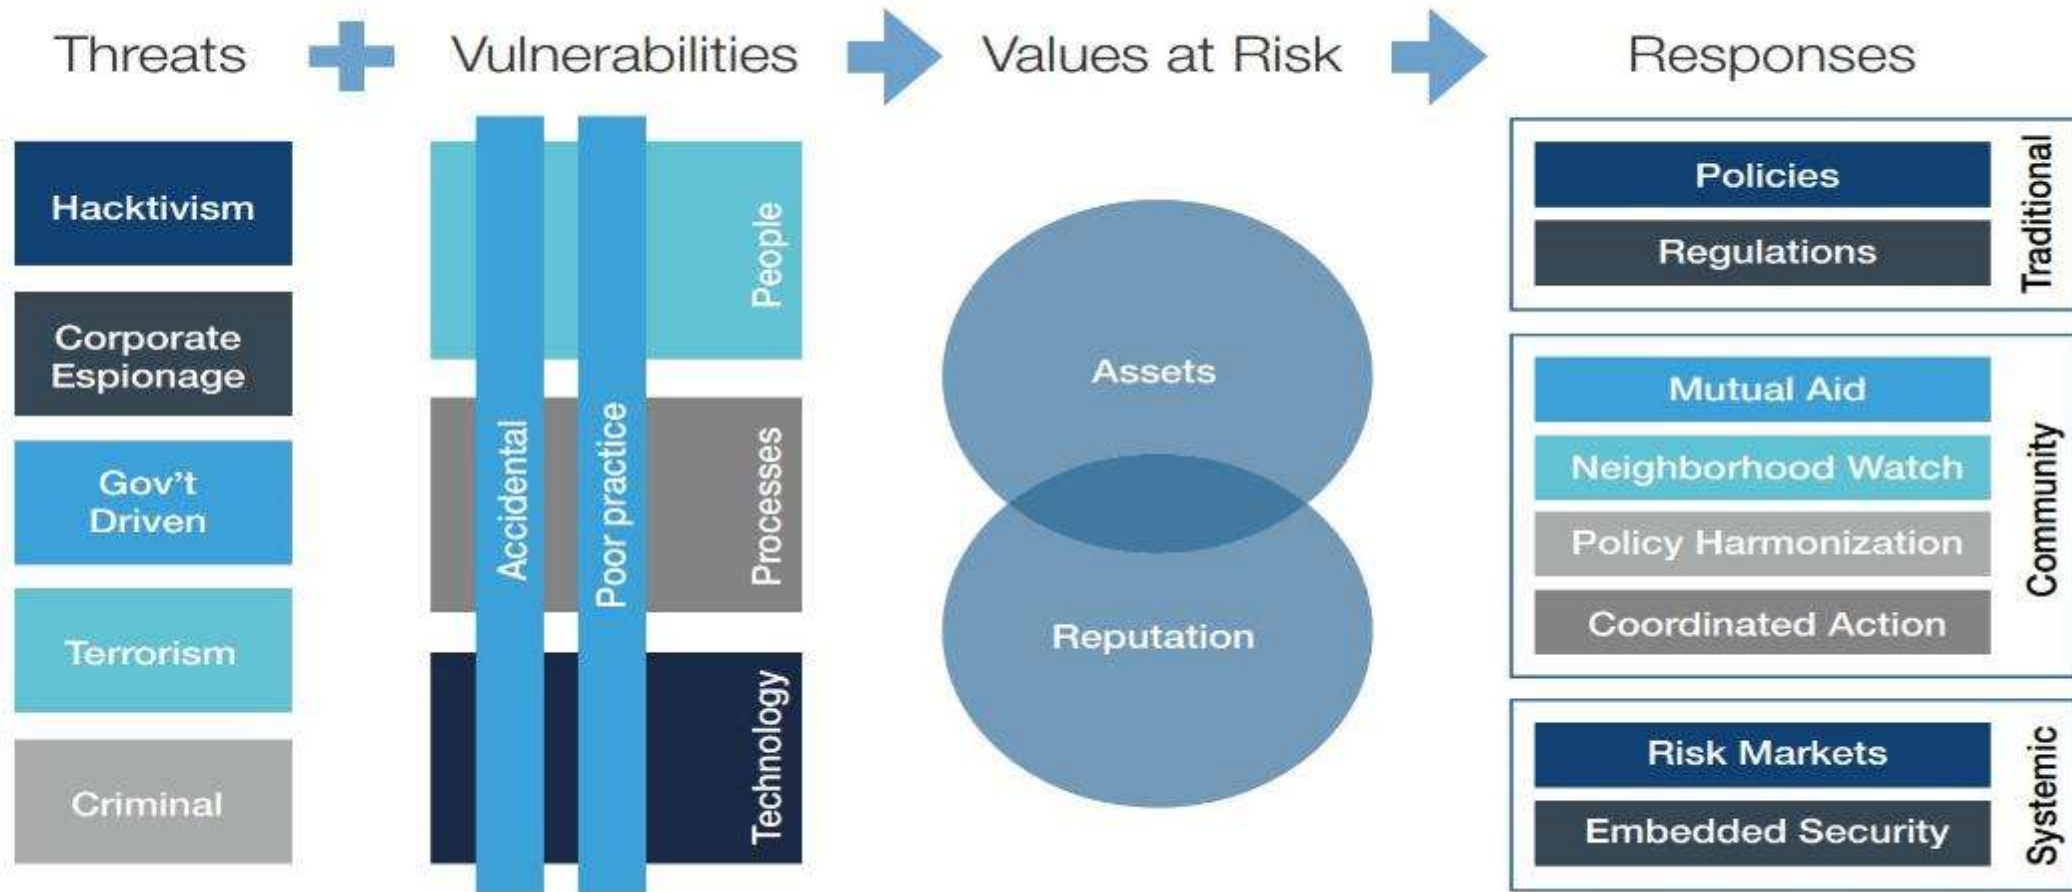 Threats
Vulnerabilities
Values at Risk
Responses
Hacktivism
Corporate
Espionage
Gov't
Driven
Terrorism
Criminal
Accidental
Poor practice
People
Processes
Technology
Assets
Reputation
Policies
Regulations
Traditional
Mutual Aid
Neighborhood Watch
Policy Harmonization
Coordinated Action
Community
Risk Markets
Embedded Security
Systemic